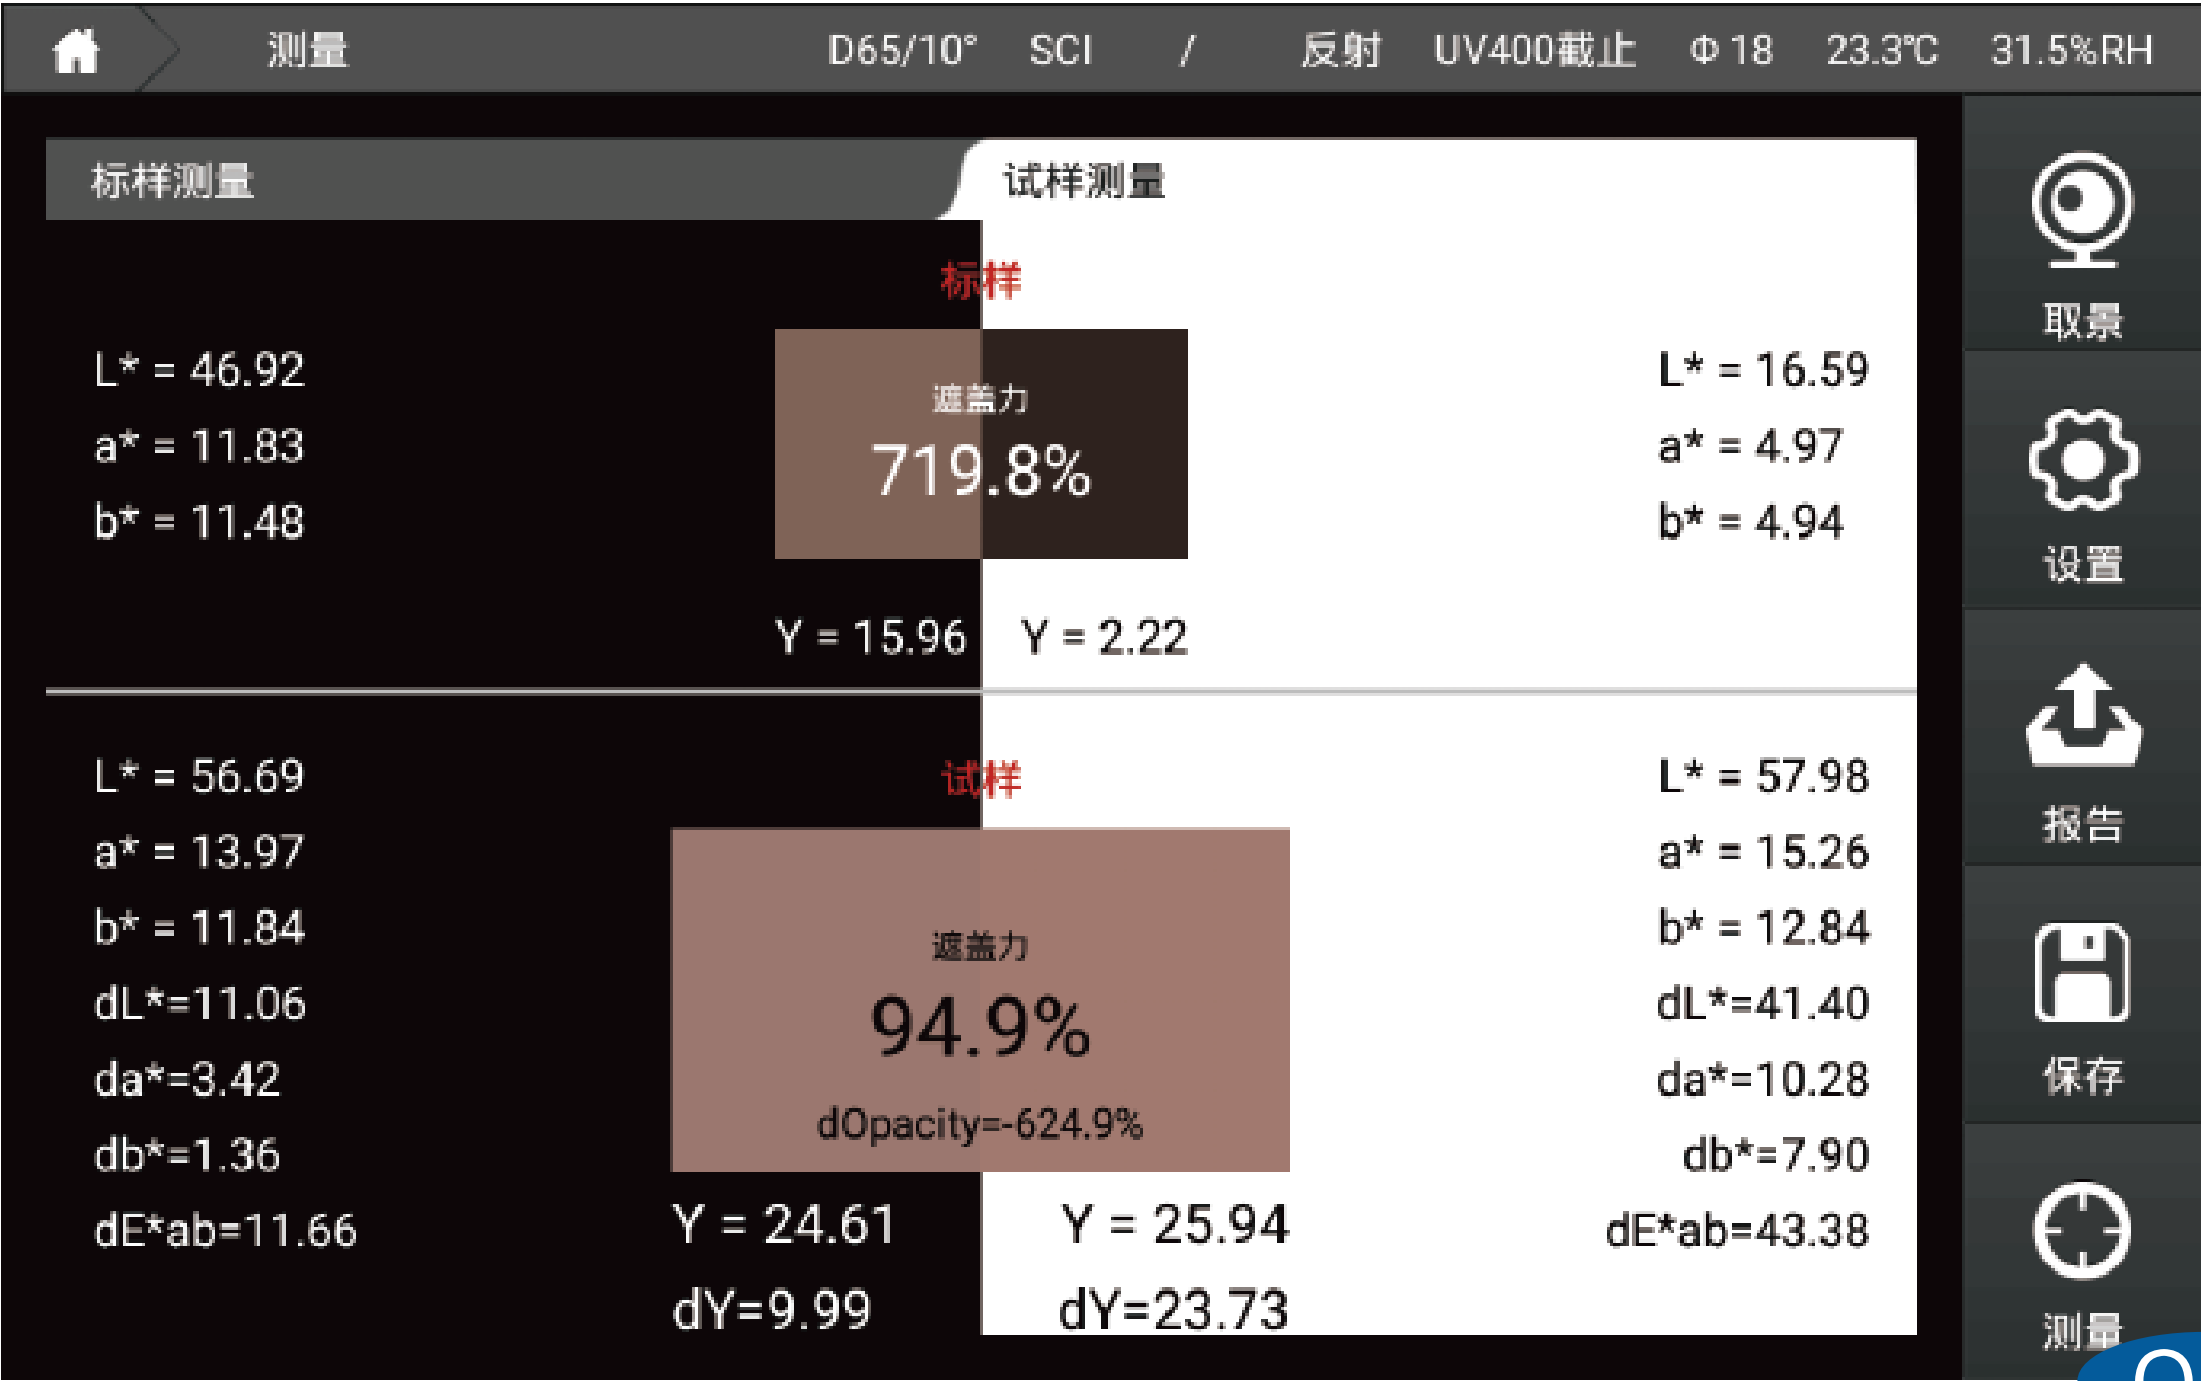 测量 D65/10° SCI / 反射 UV400截止 Φ 18 23.3℃ 31.5%RH
标样测量 试样测量
标样
L* = 46.92
a* = 11.83
b* = 11.48
遮盖力
719.8%
L* = 16.59
a* = 4.97
b* = 4.94
Y = 15.96 Y = 2.22
试样
L* = 56.69
a* = 13.97
b* = 11.84
dL*=11.06
da*=3.42
db*=1.36
dE*ab=11.66
遮盖力
94.9%
dOpacity=-624.9%
Y = 24.61 Y = 25.94
dY=9.99 dY=23.73
L* = 57.98
a* = 15.26
b* = 12.84
dL*=41.40
da*=10.28
db*=7.90
dE*ab=43.38
取景
设置
报告
保存
测量